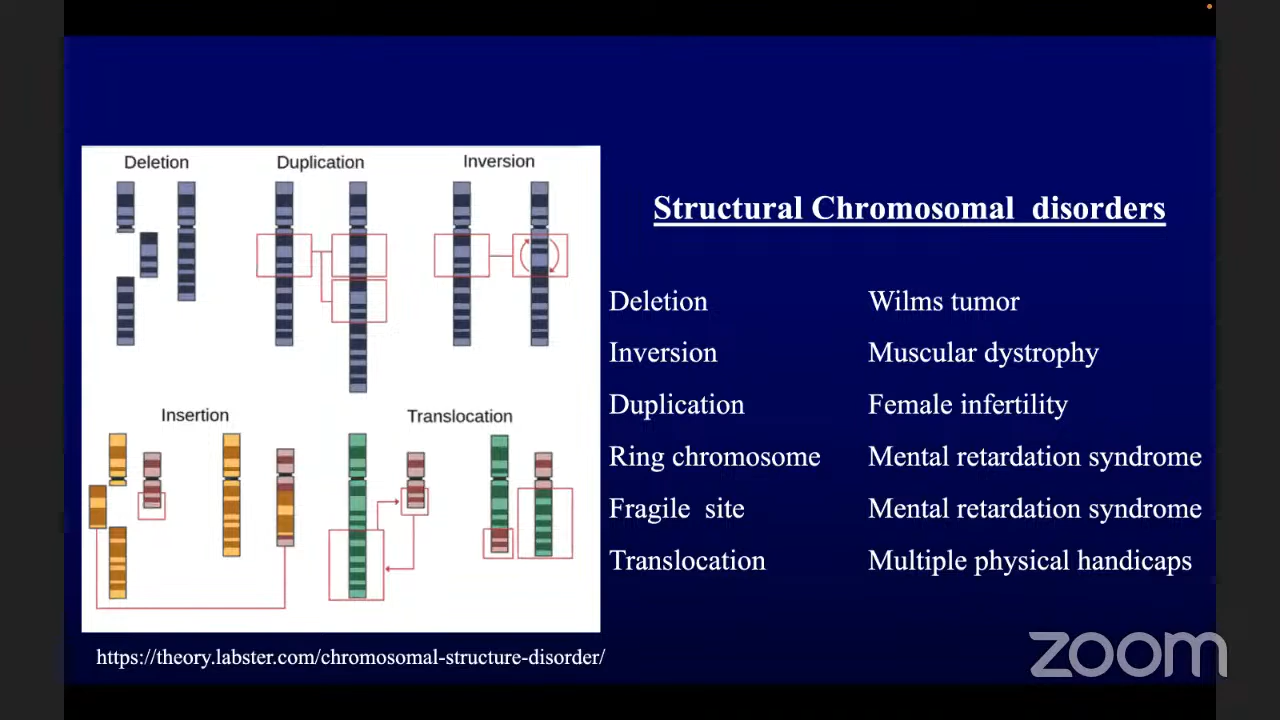 Deletion Duplication Inversion
Insertion Translocation
https://theory.labster.com/chromosomal-structure-disorder/
Structural Chromosomal disorders
Deletion Wilms tumor
Inversion Muscular dystrophy
Duplication Female infertility
Ring chromosome Mental retardation syndrome
Fragile site Mental retardation syndrome
Translocation Multiple physical handicaps
zoom